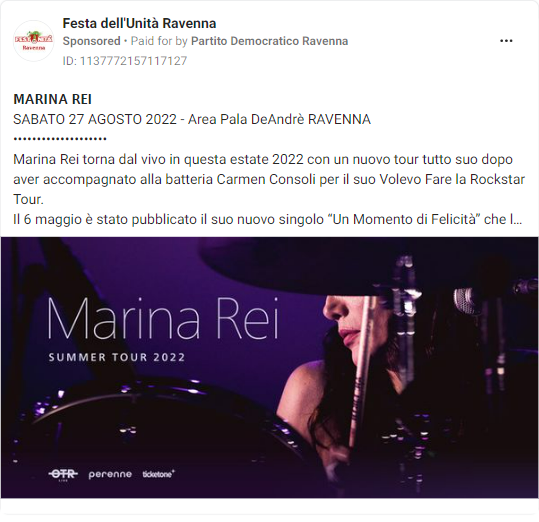 Festa dell'Unità Ravenna
Sponsored • Paid for by Partito Democratico Ravenna
ID: 1137772157117127
MARINA REI
SABATO 27 AGOSTO 2022 - Area Pala DeAndrè RAVENNA
••••••••••••••••••••
Marina Rei torna dal vivo in questa estate 2022 con un nuovo tour tutto suo dopo
aver accompagnato alla batteria Carmen Consoli per il suo Volevo Fare la Rockstar
Tour.
Il 6 maggio è stato pubblicato il suo nuovo singolo “Un Momento di Felicità” che l...
Marina Rei
SUMMER TOUR 2022
OTR LIVE perenne ticketone